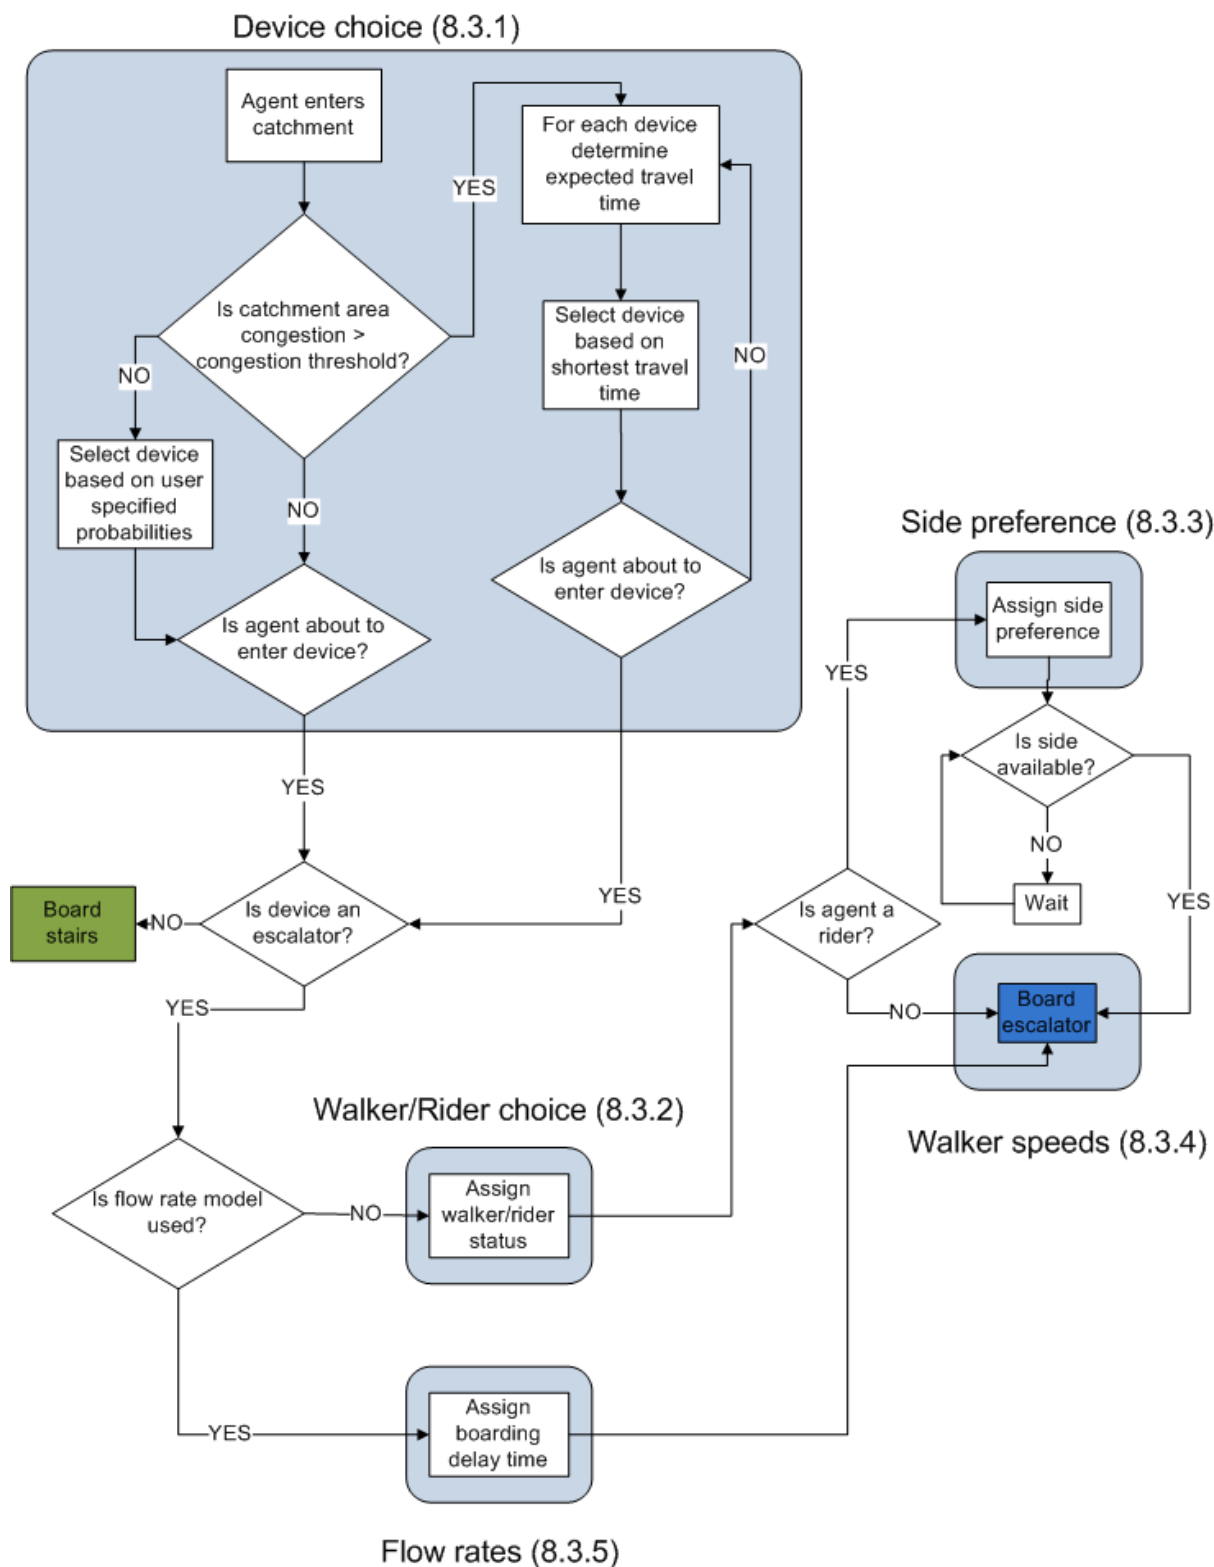 Device choice (8.3.1)
Agent enters
catchment
For each device
determine
expected travel
time
YES
Is catchment area
congestion >
congestion threshold?
Select device
based on
shortest travel
time
NO
NO
Select device
based on user
specified
probabilities
NO
Is agent about to
enter device?
Is agent about to
enter device?
Side preference (8.3.3)
Assign side
preference
YES
Is side
available?
YES
NO
YES
YES
Wait
Board
stairs
NO
Is device an
escalator?
Is agent a
rider?
YES
NO
Board
escalator
Walker/Rider choice (8.3.2)
Walker speeds (8.3.4)
Is flow rate model
used?
NO
Assign
walker/rider
status
YES
Assign
boarding
delay time
Flow rates (8.3.5)